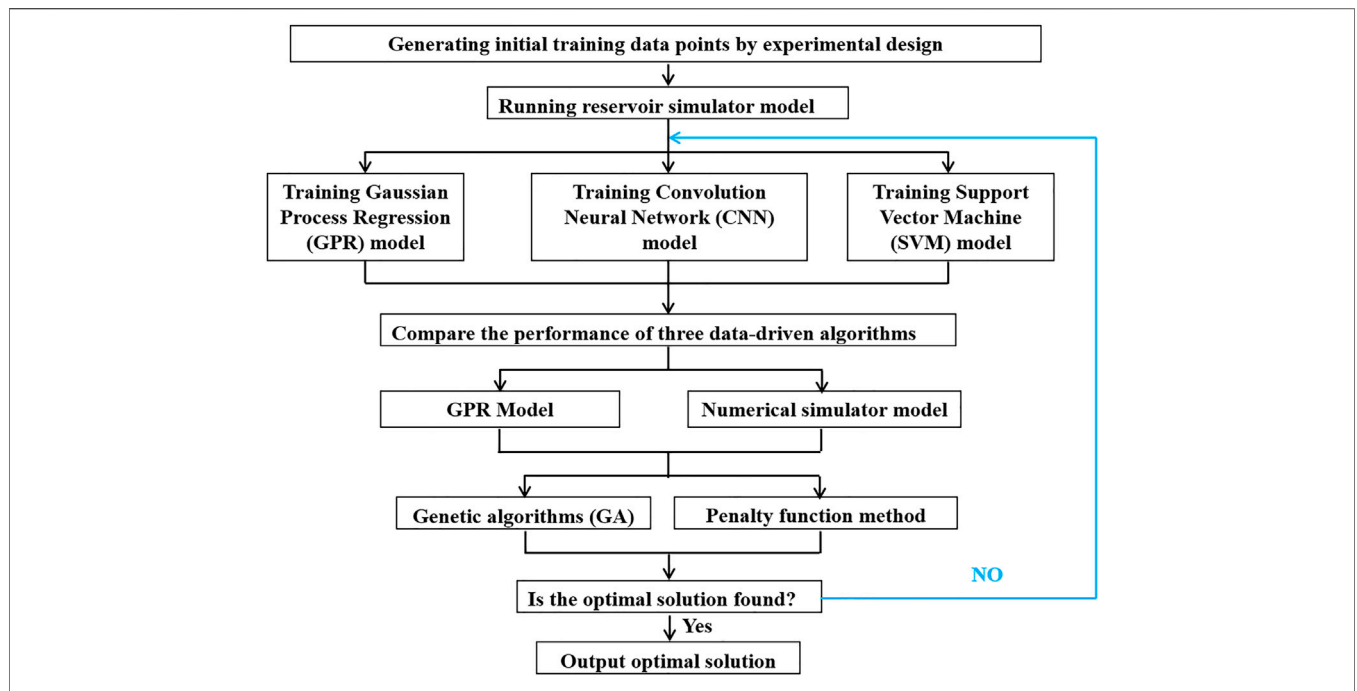 Generating initial training data points by experimental design
Running reservoir simulator model
Training Gaussian
Process Regression
(GPR) model
Training Convolution
Neural Network (CNN)
model
Training Support
Vector Machine
(SVM) model
Compare the performance of three data-driven algorithms
GPR Model
Numerical simulator model
Genetic algorithms (GA)
Penalty function method
NO
Is the optimal solution found?
Yes
Output optimal solution